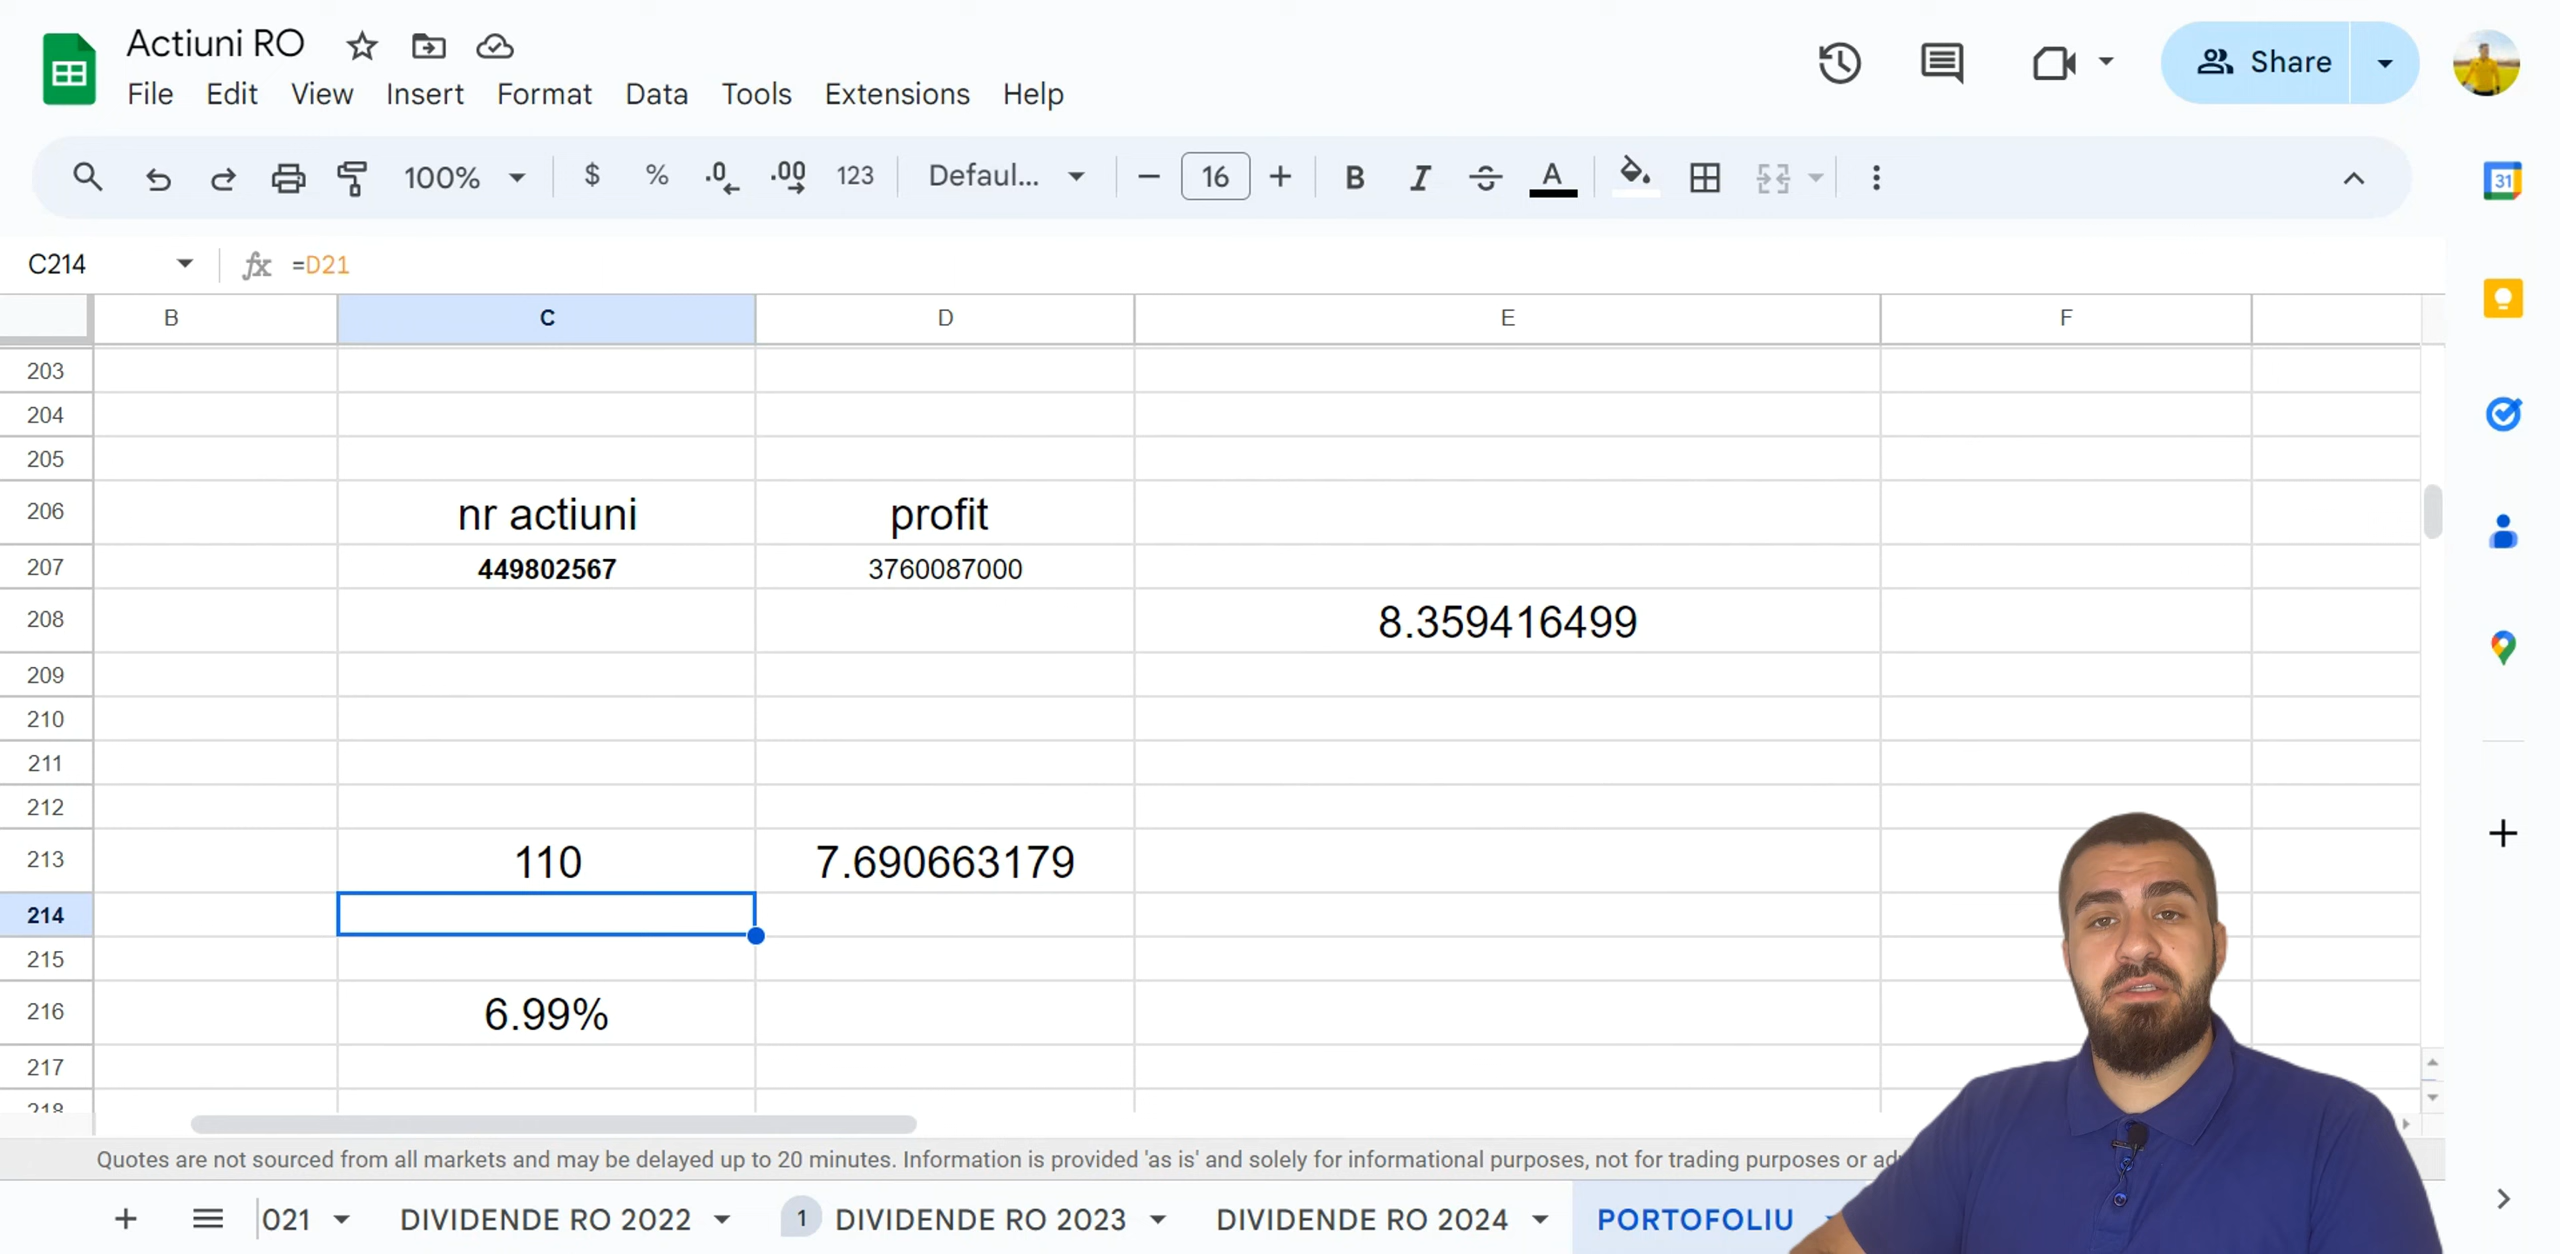 Actiuni RO
File Edit View Insert Format Data Tools Extensions Help
Share
100% $ % .0 .00 123 Defaul... 16 B I A
31
C214 fx =D21
B C D E F
203
204
205
206 nr actiuni profit
207 449802567 3760087000
208 8.359416499
209
210
211
212
213 110 7.690663179
214
215
216 6.99%
217
218
Quotes are not sourced from all markets and may be delayed up to 20 minutes. Information is provided 'as is' and solely for informational purposes, not for trading purposes or
021 DIVIDENDE RO 2022 1 DIVIDENDE RO 2023 DIVIDENDE RO 2024 PORTOFOLIU